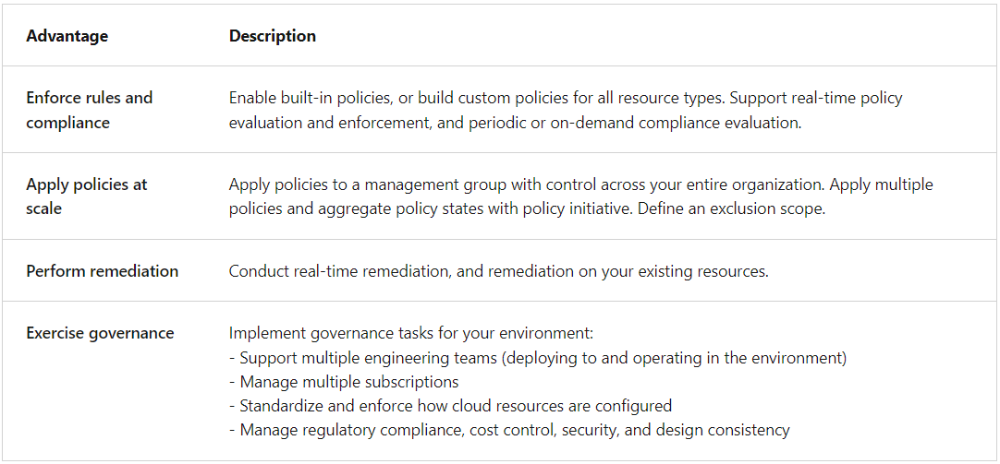 Advantage
Description
Enforce rules and
compliance
Enable built-in policies, or build custom policies for all resource types. Support real-time policy
evaluation and enforcement, and periodic or on-demand compliance evaluation.
Apply policies at
scale
Apply policies to a management group with control across your entire organization. Apply multiple
policies and aggregate policy states with policy initiative. Define an exclusion scope.
Perform remediation
Conduct real-time remediation, and remediation on your existing resources.
Exercise governance
Implement governance tasks for your environment:
- Support multiple engineering teams (deploying to and operating in the environment)
- Manage multiple subscriptions
- Standardize and enforce how cloud resources are configured
- Manage regulatory compliance, cost control, security, and design consistency